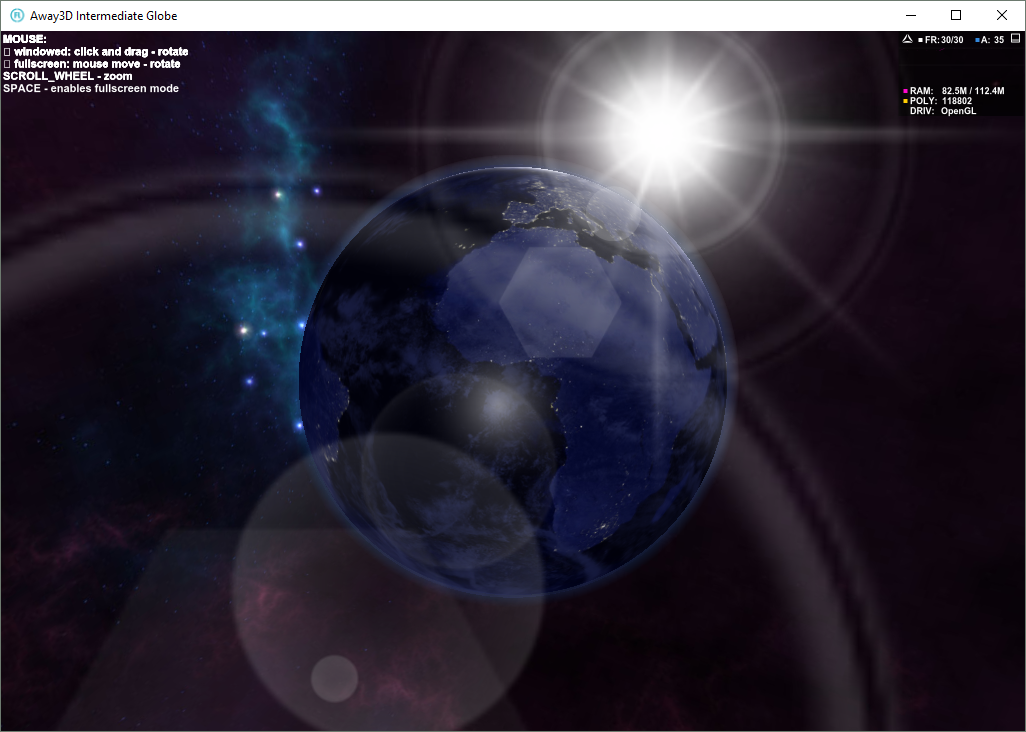 Away3D Intermediate Globe
MOUSE:
windowed: click and drag - rotate
fullscreen: mouse move - rotate
SCROLL_WHEEL - zoom
SPACE - enables fullscreen mode
FR: 30/30 A: 35
RAM: 82.5M / 112.4M
POLY: 118802
DRIV: OpenGL